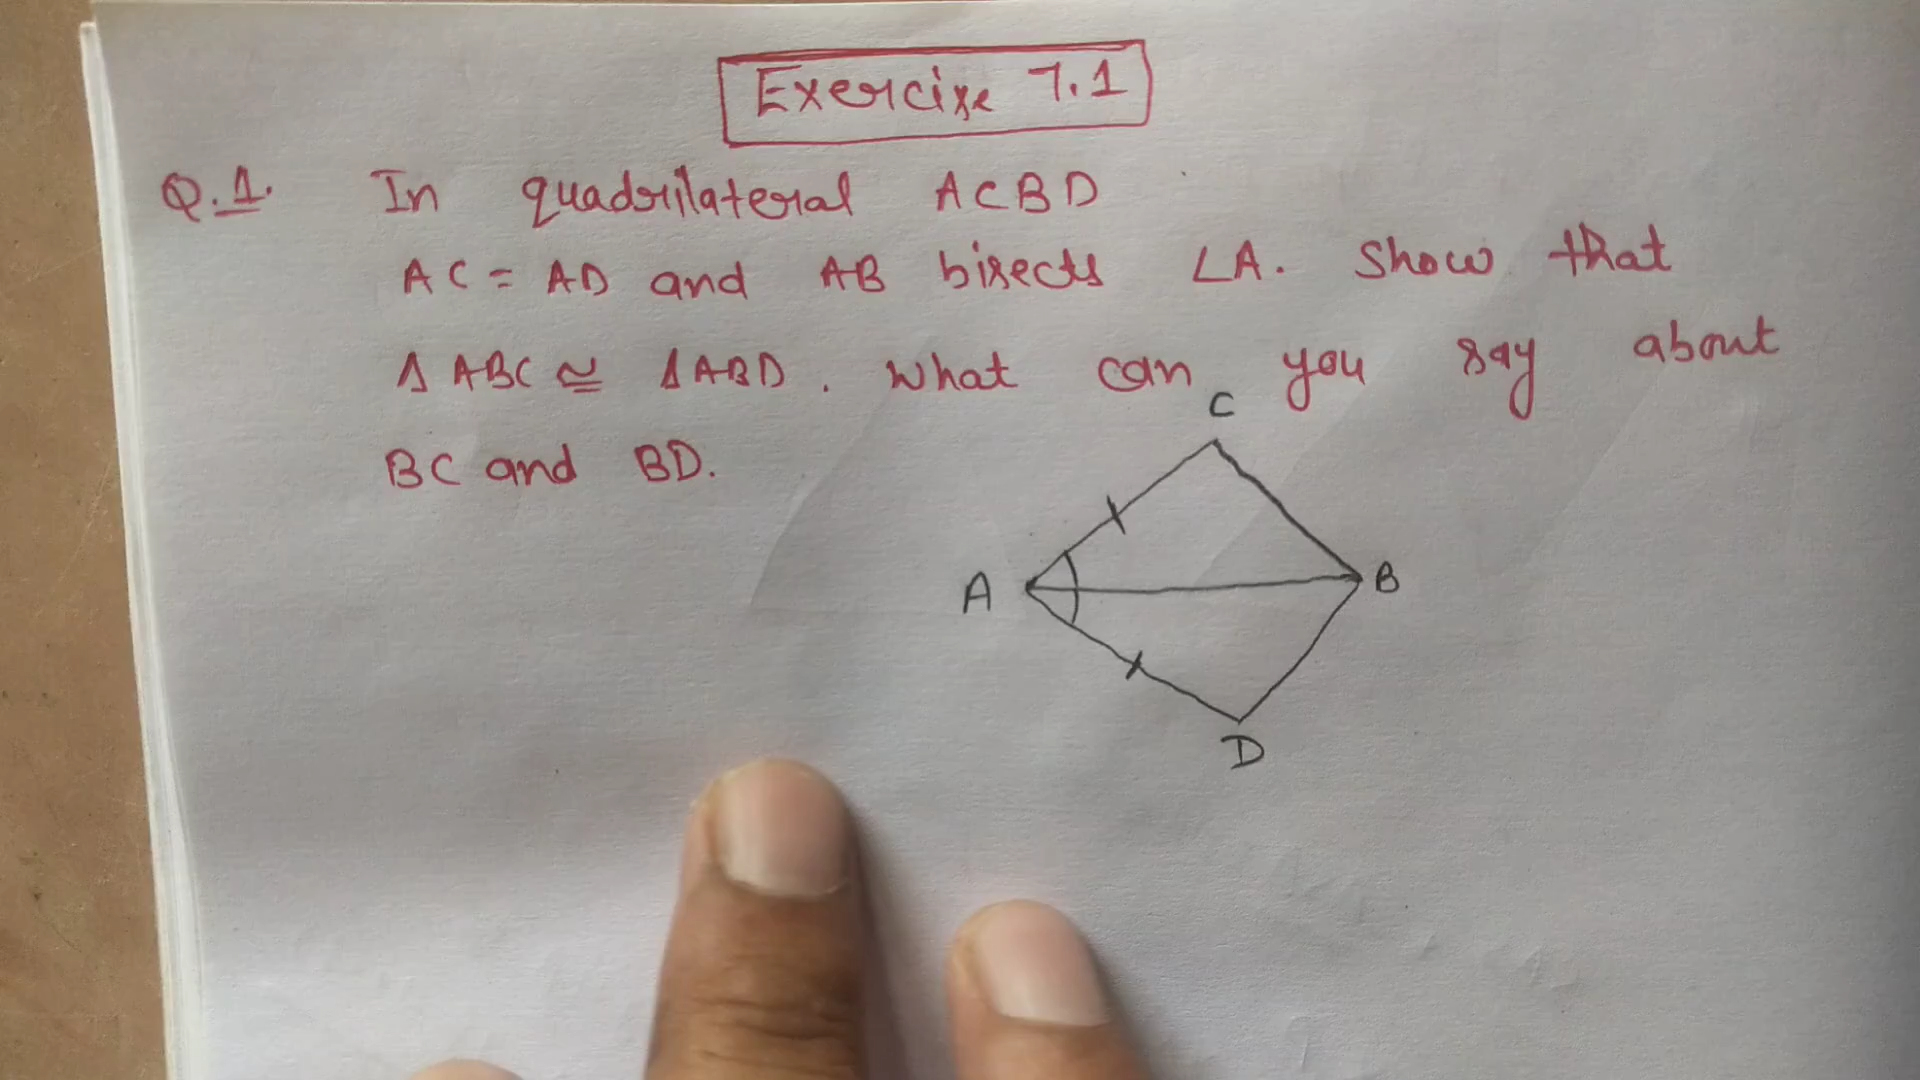 Exercise 7.1
Q.1. In quadrilateral ACBD
AC = AD and AB bisects ∠A. Show that
Δ ABC ≅ ΔABD. What can you say about
BC and BD.
C
A
B
D